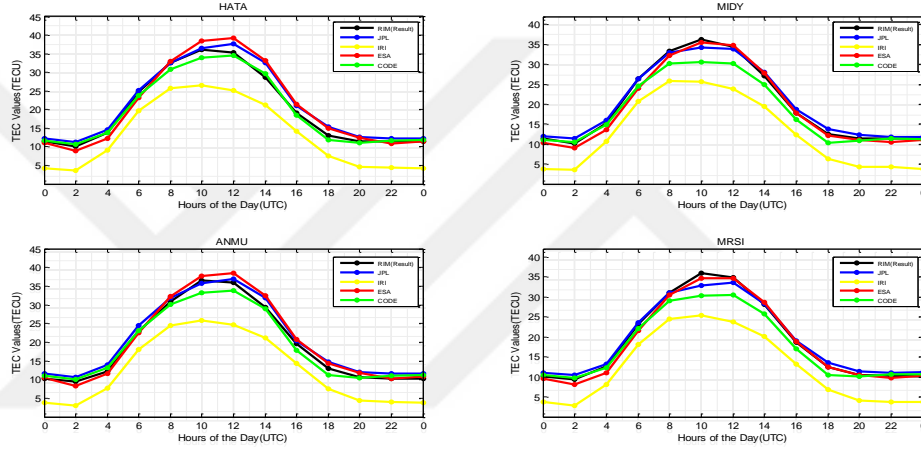 HATA
TEC Values(TECU)
45
40
35
30
25
20
15
10
5
0 2 4 6 8 10 12 14 16 18 20 22 0
Hours of the Day(UTC)
RIM(Result)
JPL
IRI
ESA
CODE
MIDY
TEC Values(TECU)
40
35
30
25
20
15
10
5
0 2 4 6 8 10 12 14 16 18 20 22 0
Hours of the Day(UTC)
RIM(Result)
JPL
IRI
ESA
CODE
ANMU
TEC Values(TECU)
45
40
35
30
25
20
15
10
5
0 2 4 6 8 10 12 14 16 18 20 22 0
Hours of the Day(UTC)
RIM(Result)
JPL
IRI
ESA
CODE
MRSI
TEC Values(TECU)
40
35
30
25
20
15
10
5
0 2 4 6 8 10 12 14 16 18 20 22 0
Hours of the Day(UTC)
RIM(Result)
JPL
IRI
ESA
CODE